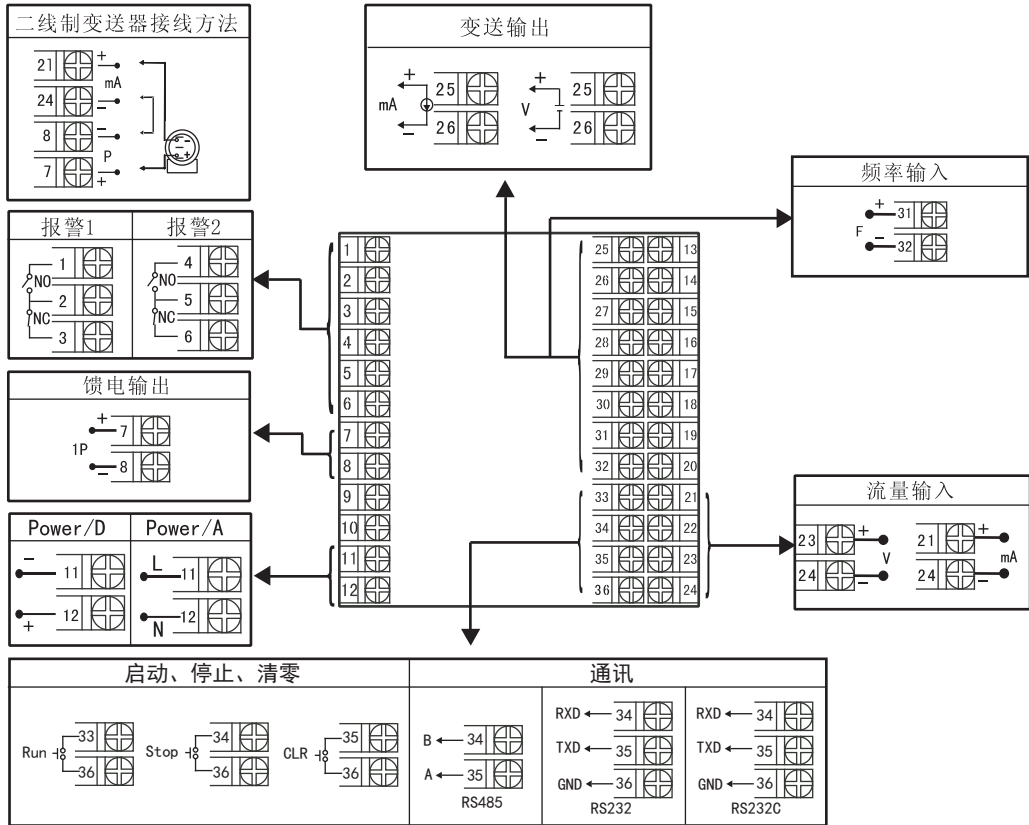 二线制变送器接线方法
21 +
mA
24 −
8 −
P
7 +
变送输出
+ 25
mA
− 26
+ 25
V
− 26
频率输入
+ 31
F
− 32
报警1 报警2
1
NO
2
NC
3
4
NO
5
NC
6
馈电输出
+ 7
1P
− 8
Power/D Power/A
− 11
+ 12
L 11
N 12
1
2
3
4
5
6
7
8
9
10
11
12
25 13
26 14
27 15
28 16
29 17
30 18
31 19
32 20
33 21
34 22
35 23
36 24
流量输入
23 +
V
24 −
21 +
mA
24 −
启动、停止、清零
Run 33
36
Stop 34
36
CLR 35
36
通讯
B 34
A 35
RS485
RXD 34
TXD 35
GND 36
RS232
RXD 34
TXD 35
GND 36
RS232C